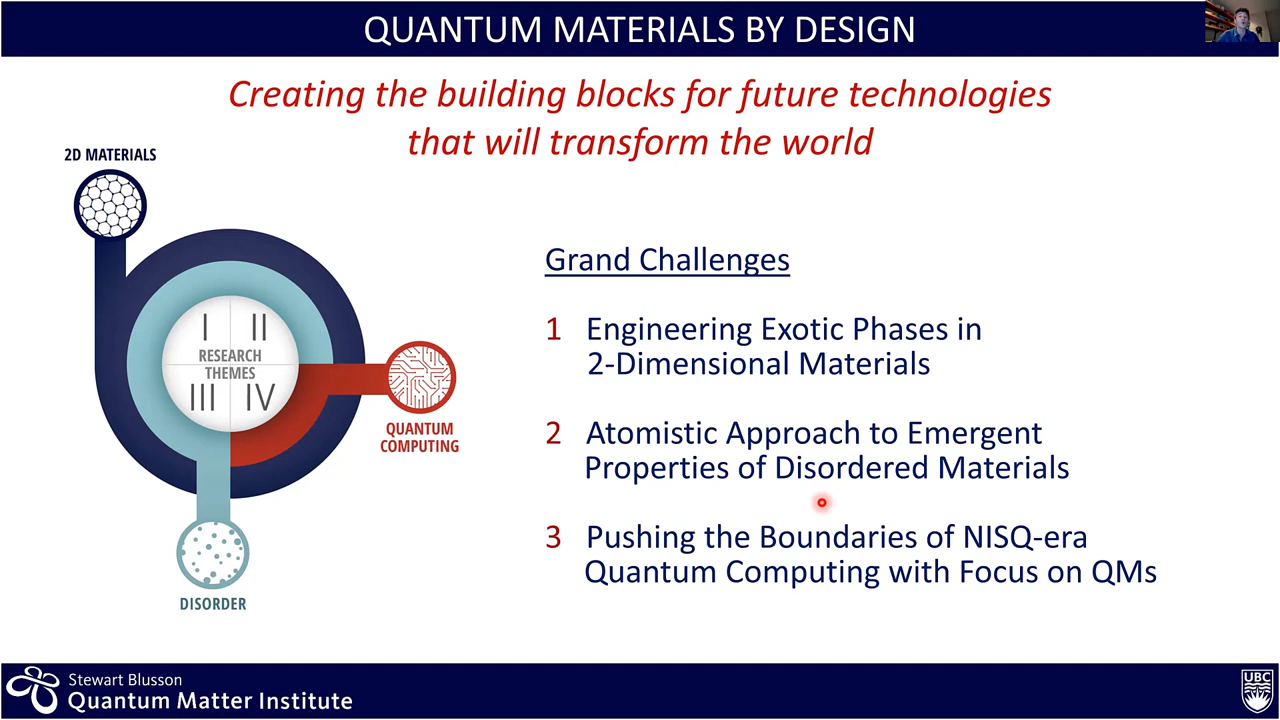 QUANTUM MATERIALS BY DESIGN
Creating the building blocks for future technologies
that will transform the world
2D MATERIALS
I II
RESEARCH
THEMES
III IV
QUANTUM
COMPUTING
DISORDER
Grand Challenges
1 Engineering Exotic Phases in
2-Dimensional Materials
2 Atomistic Approach to Emergent
Properties of Disordered Materials
3 Pushing the Boundaries of NISQ-era
Quantum Computing with Focus on QMs
Stewart Blusson
Quantum Matter Institute
UBC